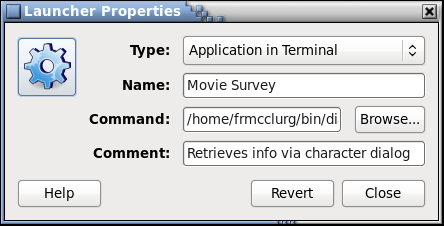 Launcher Properties
Type: Application in Terminal
Name: Movie Survey
Command: /home/frmcclurg/bin/di Browse...
Comment: Retrieves info via character dialog
Help Revert Close